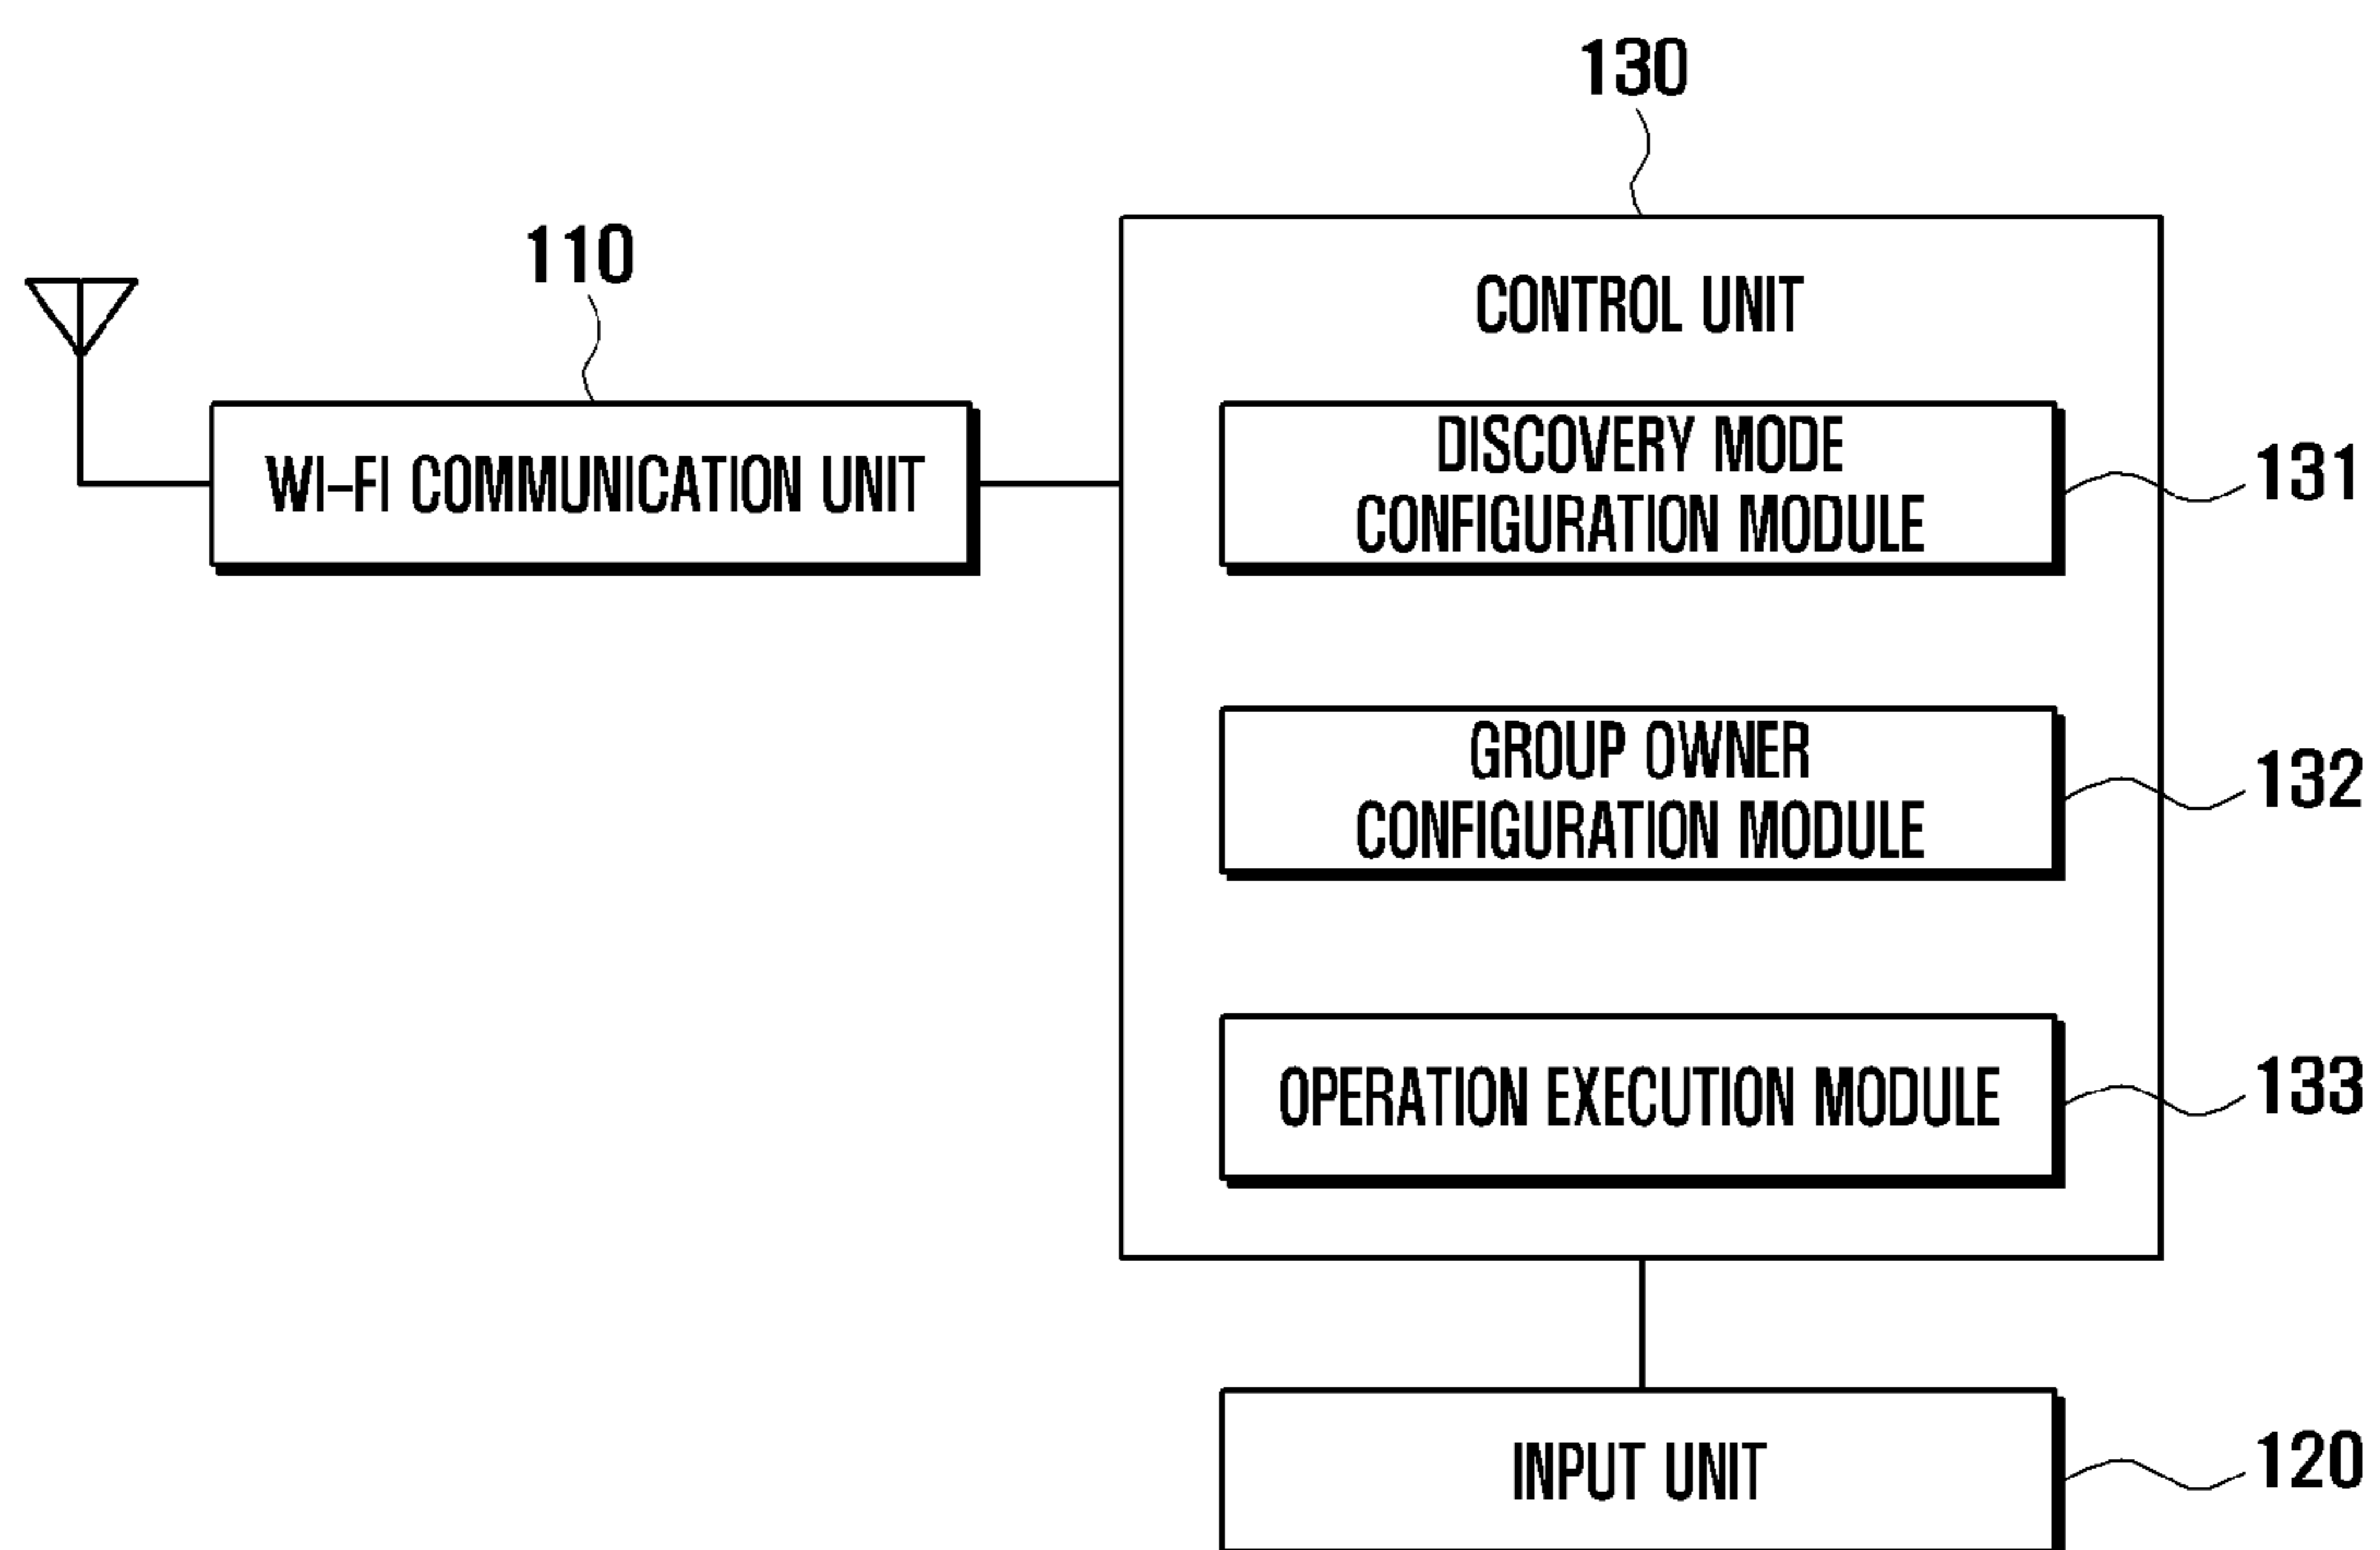 130
110
CONTROL UNIT
WI-FI COMMUNICATION UNIT
DISCOVERY MODE
CONFIGURATION MODULE
131
GROUP OWNER
CONFIGURATION MODULE
132
OPERATION EXECUTION MODULE
133
INPUT UNIT
120